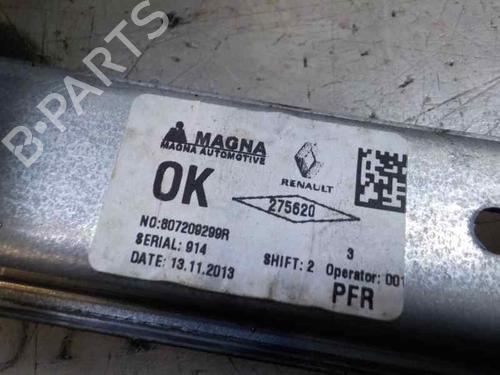 B-PARTS
MAGNA
MAGNA AUTOMOTIVE
RENAULT
OK
275620
NO:807209299R
SERIAL: 914
DATE: 13.11.2013
SHIFT: 2
3
Operator: 001
PFR